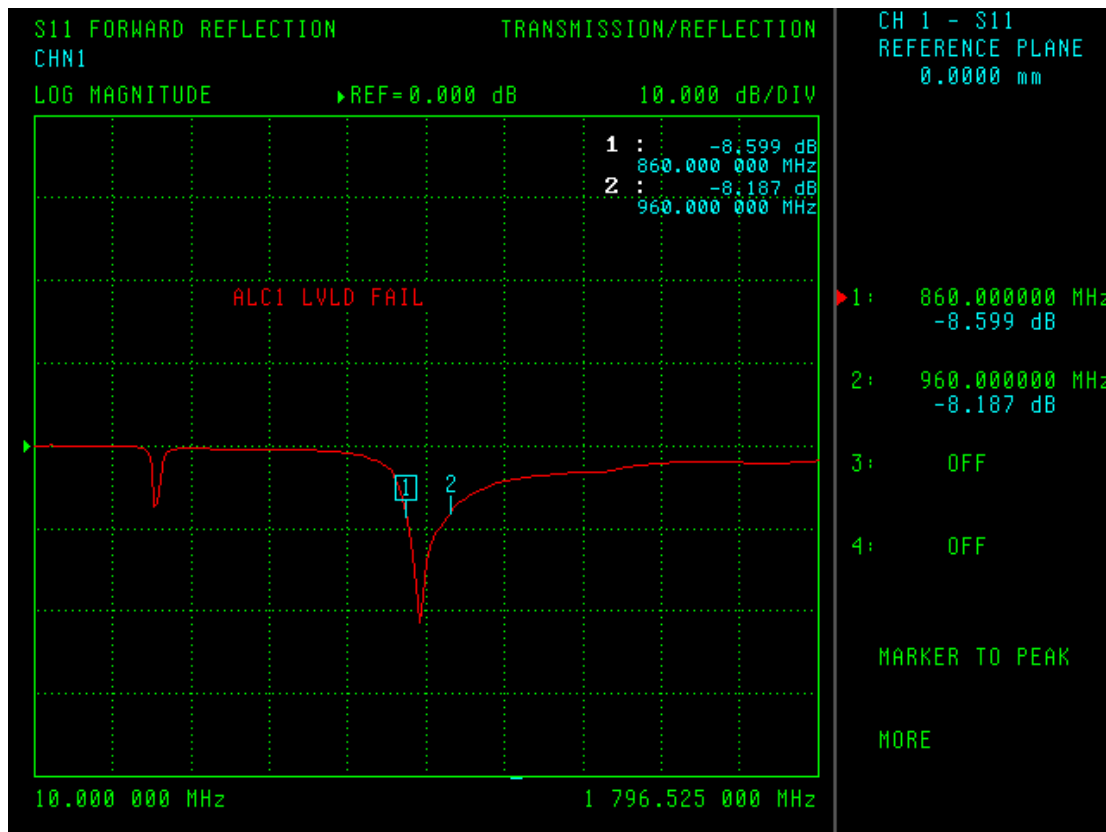 S11 FORWARD REFLECTION TRANSMISSION/REFLECTION
CHN1
LOG MAGNITUDE ▸REF=0.000 dB 10.000 dB/DIV
1 : -8.599 dB
860.000 000 MHz
2 : -8.187 dB
960.000 000 MHz
ALC1 LVLD FAIL
1 2
10.000 000 MHz 1 796.525 000 MHz
CH 1 - S11
REFERENCE PLANE
0.0000 mm
1: 860.000000 MHz
-8.599 dB
2: 960.000000 MHz
-8.187 dB
3: OFF
4: OFF
MARKER TO PEAK
MORE